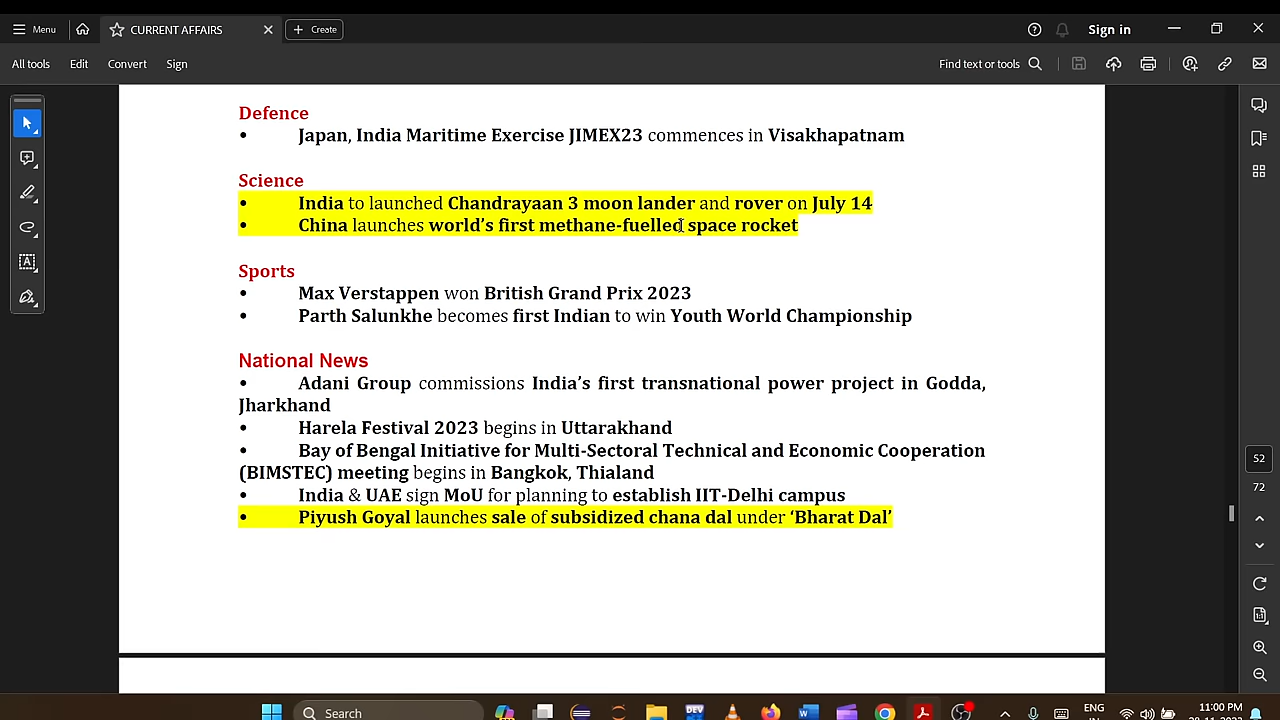 Menu
CURRENT AFFAIRS
Create
Sign in
All tools
Edit
Convert
Sign
Find text or tools
Defence
• Japan, India Maritime Exercise JIMEX23 commences in Visakhapatnam
Science
• India to launched Chandrayaan 3 moon lander and rover on July 14
• China launches world's first methane-fuelled space rocket
Sports
• Max Verstappen won British Grand Prix 2023
• Parth Salunkhe becomes first Indian to win Youth World Championship
National News
• Adani Group commissions India's first transnational power project in Godda,
Jharkhand
• Harela Festival 2023 begins in Uttarakhand
• Bay of Bengal Initiative for Multi-Sectoral Technical and Economic Cooperation
(BIMSTEC) meeting begins in Bangkok, Thialand
• India & UAE sign MoU for planning to establish IIT-Delhi campus
• Piyush Goyal launches sale of subsidized chana dal under ‘Bharat Dal’
52
72
Search
DEV
ENG
11:00 PM